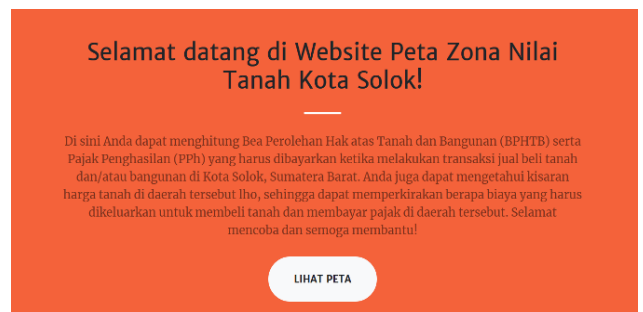 Selamat datang di Website Peta Zona Nilai
Tanah Kota Solok!
Di sini Anda dapat menghitung Bea Perolehan Hak atas Tanah dan Bangunan (BPHTB) serta
Pajak Penghasilan (PPh) yang harus dibayarkan ketika melakukan transaksi jual beli tanah
dan/atau bangunan di Kota Solok, Sumatera Barat. Anda juga dapat mengetahui kisaran
harga tanah di daerah tersebut lho, sehingga dapat memperkirakan berapa biaya yang harus
dikeluarkan untuk membeli tanah dan membayar pajak di daerah tersebut. Selamat
mencoba dan semoga membantu!
LIHAT PETA